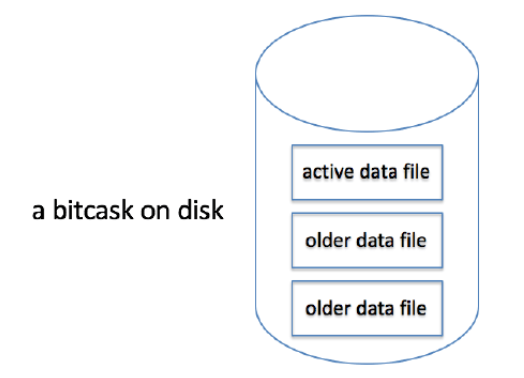 active data file
a bitcask on disk
older data file
older data file